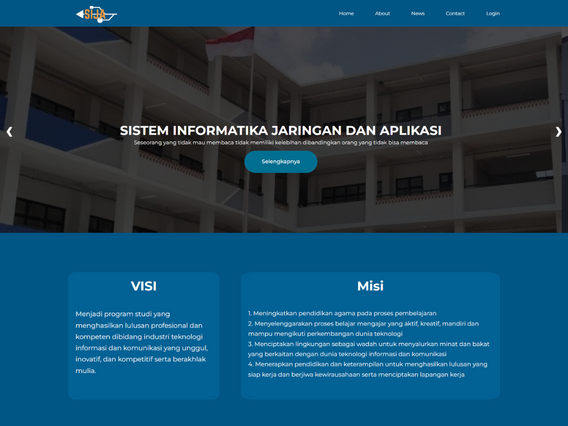 SIJA
Home About News Contact Login
SISTEM INFORMATIKA JARINGAN DAN APLIKASI
Seseorang yang tidak mau membaca tidak memiliki kelebihan dibandingkan orang yang tidak bisa membaca
Selengkapnya
VISI
Menjadi program studi yang
menghasilkan lulusan profesional dan
kompeten dibidang industri teknologi
informasi dan komunikasi yang unggul,
inovatif, dan kompetitif serta berakhlak
mulia.
Misi
1. Meningkatkan pendidikan agama pada proses pembelajaran
2. Menyelenggarakan proses belajar mengajar yang aktif, kreatif, mandiri dan
mampu mengikuti perkembangan dunia teknologi
3. Menciptakan lingkungan sebagai wadah untuk menyalurkan minat dan bakat
yang berkaitan dengan dunia teknologi informasi dan komunikasi
4. Menerapkan pendidikan dan keterampilan untuk menghasilkan lulusan yang
siap kerja dan berjiwa kewirausahaan serta menciptakan lapangan kerja